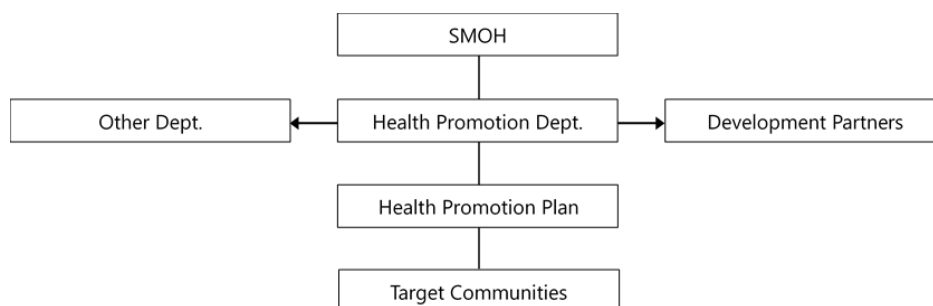 SMOH
Other Dept.
Health Promotion Dept.
Development Partners
Health Promotion Plan
Target Communities